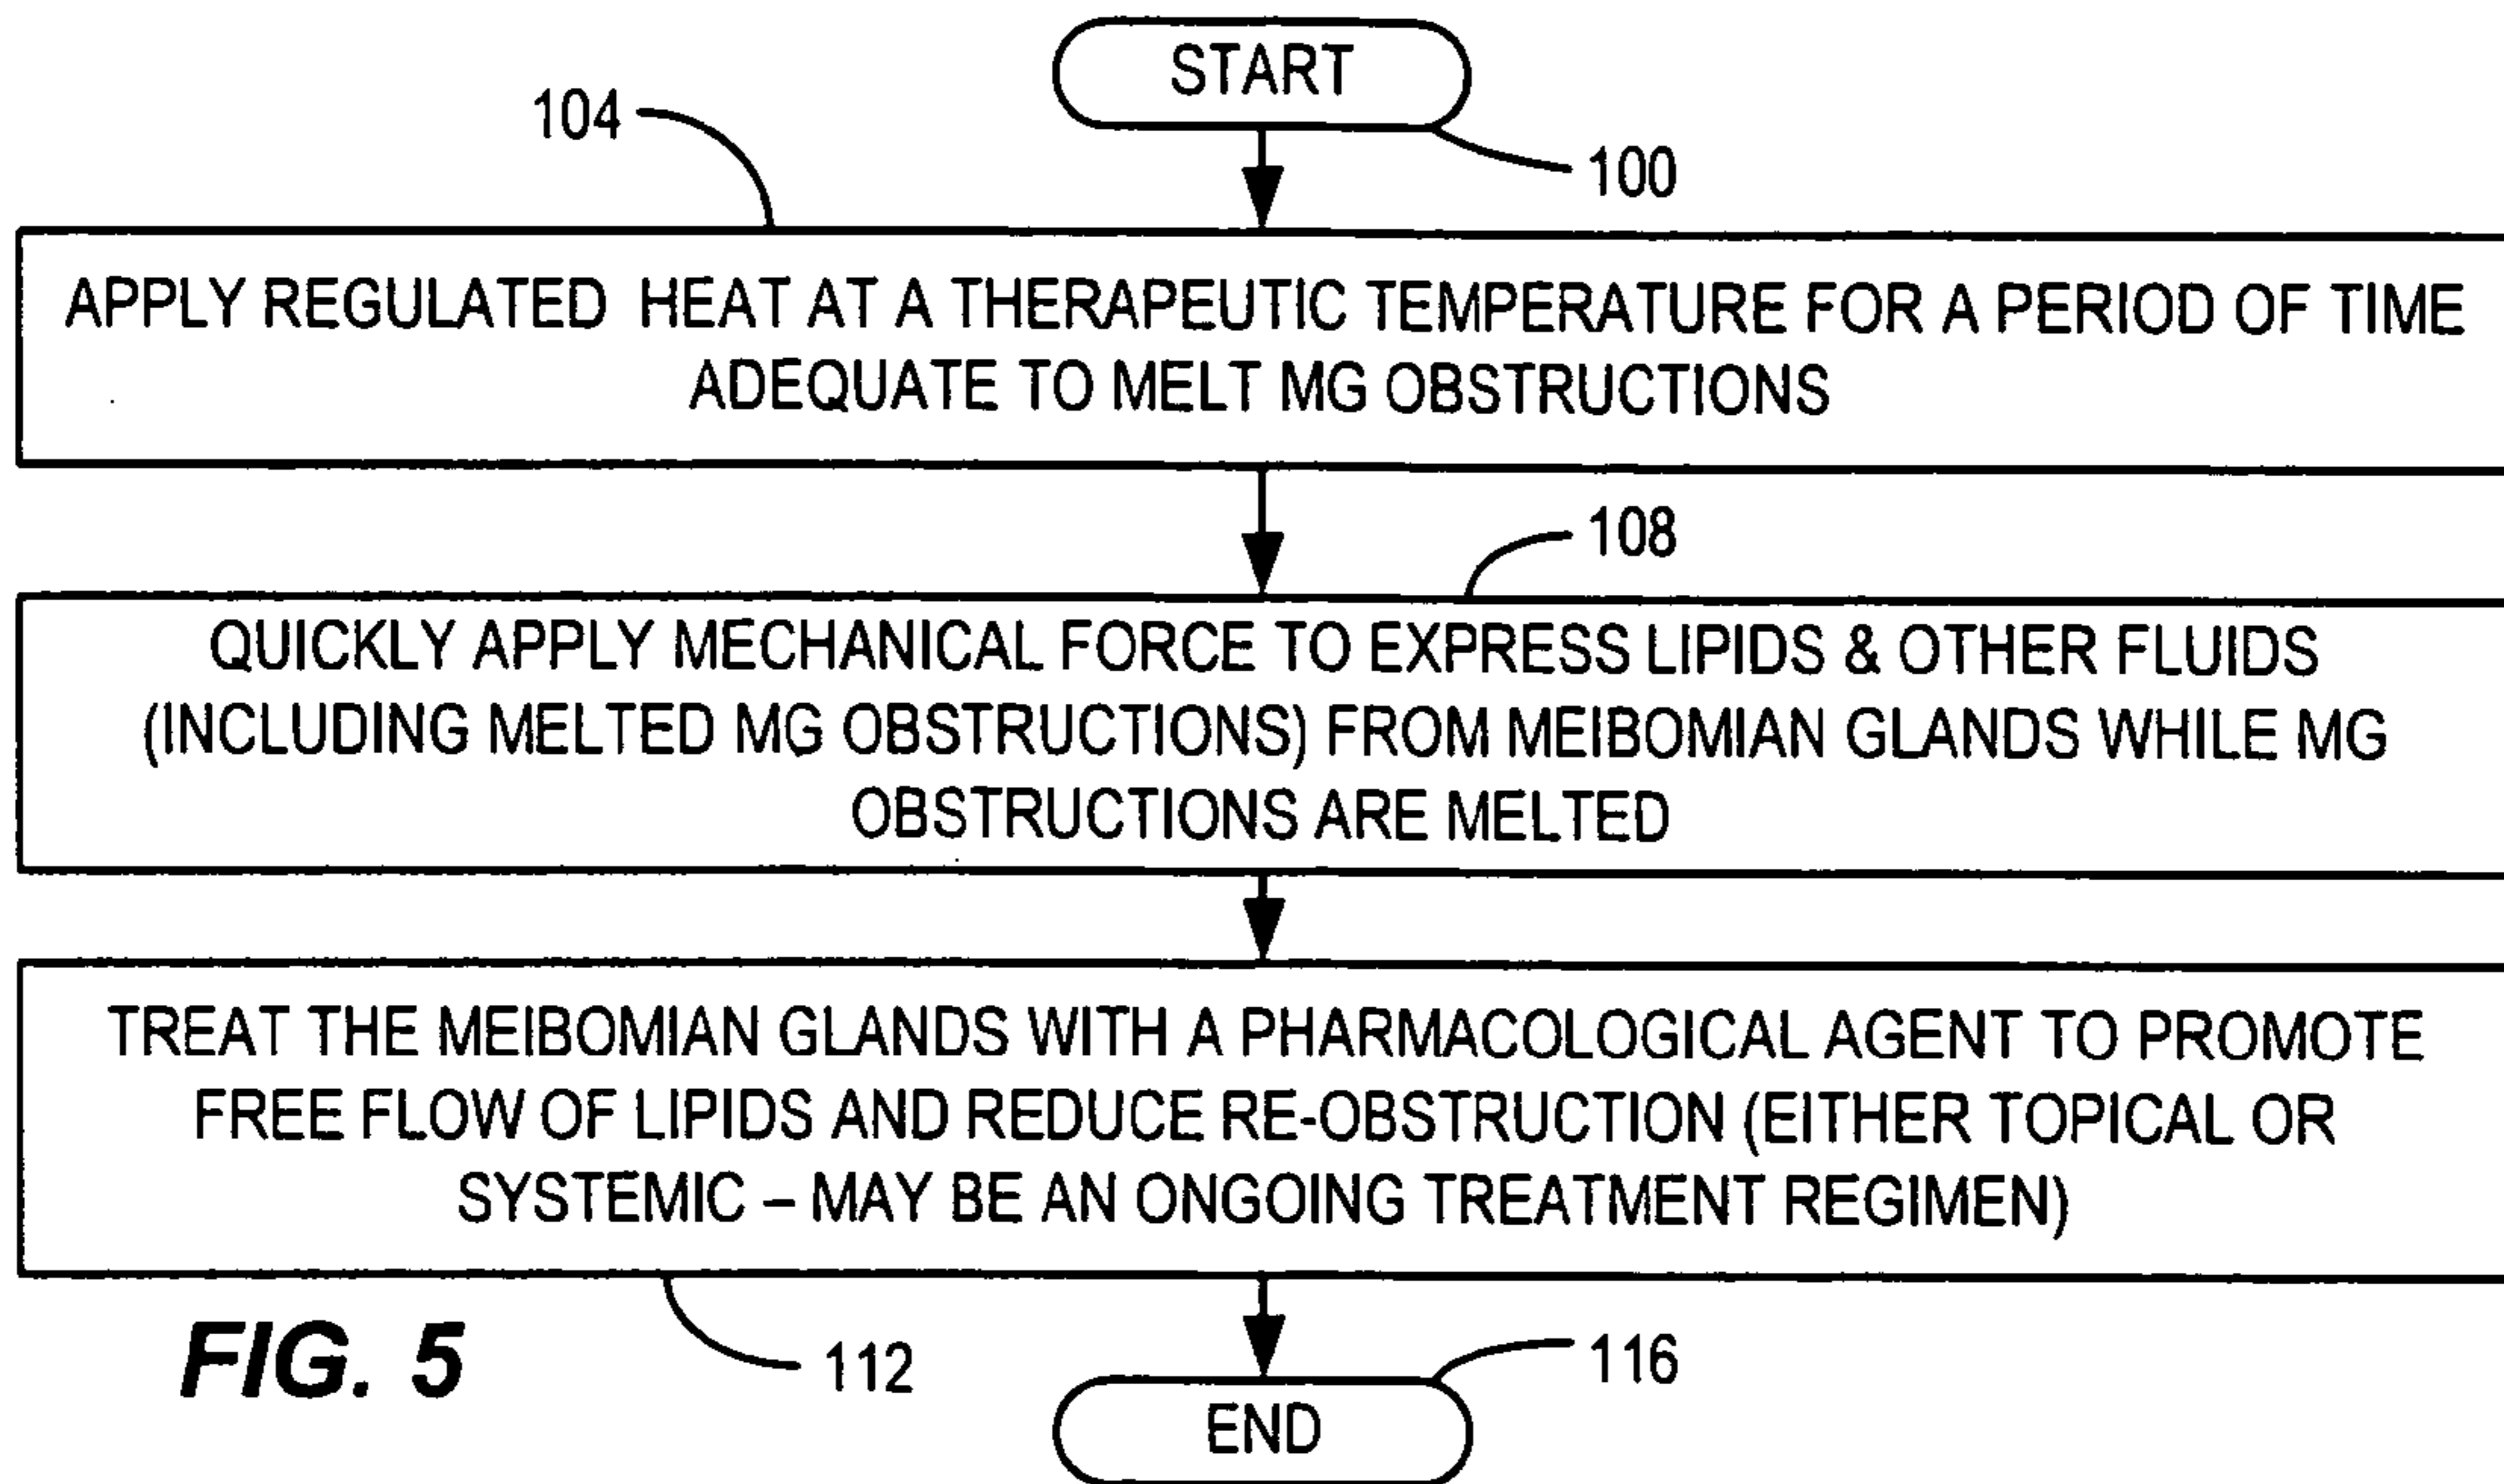 START
104
100
APPLY REGULATED HEAT AT A THERAPEUTIC TEMPERATURE FOR A PERIOD OF TIME
ADEQUATE TO MELT MG OBSTRUCTIONS
108
QUICKLY APPLY MECHANICAL FORCE TO EXPRESS LIPIDS & OTHER FLUIDS
(INCLUDING MELTED MG OBSTRUCTIONS) FROM MEIBOMIAN GLANDS WHILE MG
OBSTRUCTIONS ARE MELTED
TREAT THE MEIBOMIAN GLANDS WITH A PHARMACOLOGICAL AGENT TO PROMOTE
FREE FLOW OF LIPIDS AND REDUCE RE-OBSTRUCTION (EITHER TOPICAL OR
SYSTEMIC – MAY BE AN ONGOING TREATMENT REGIMEN)
112
116
END
FIG. 5